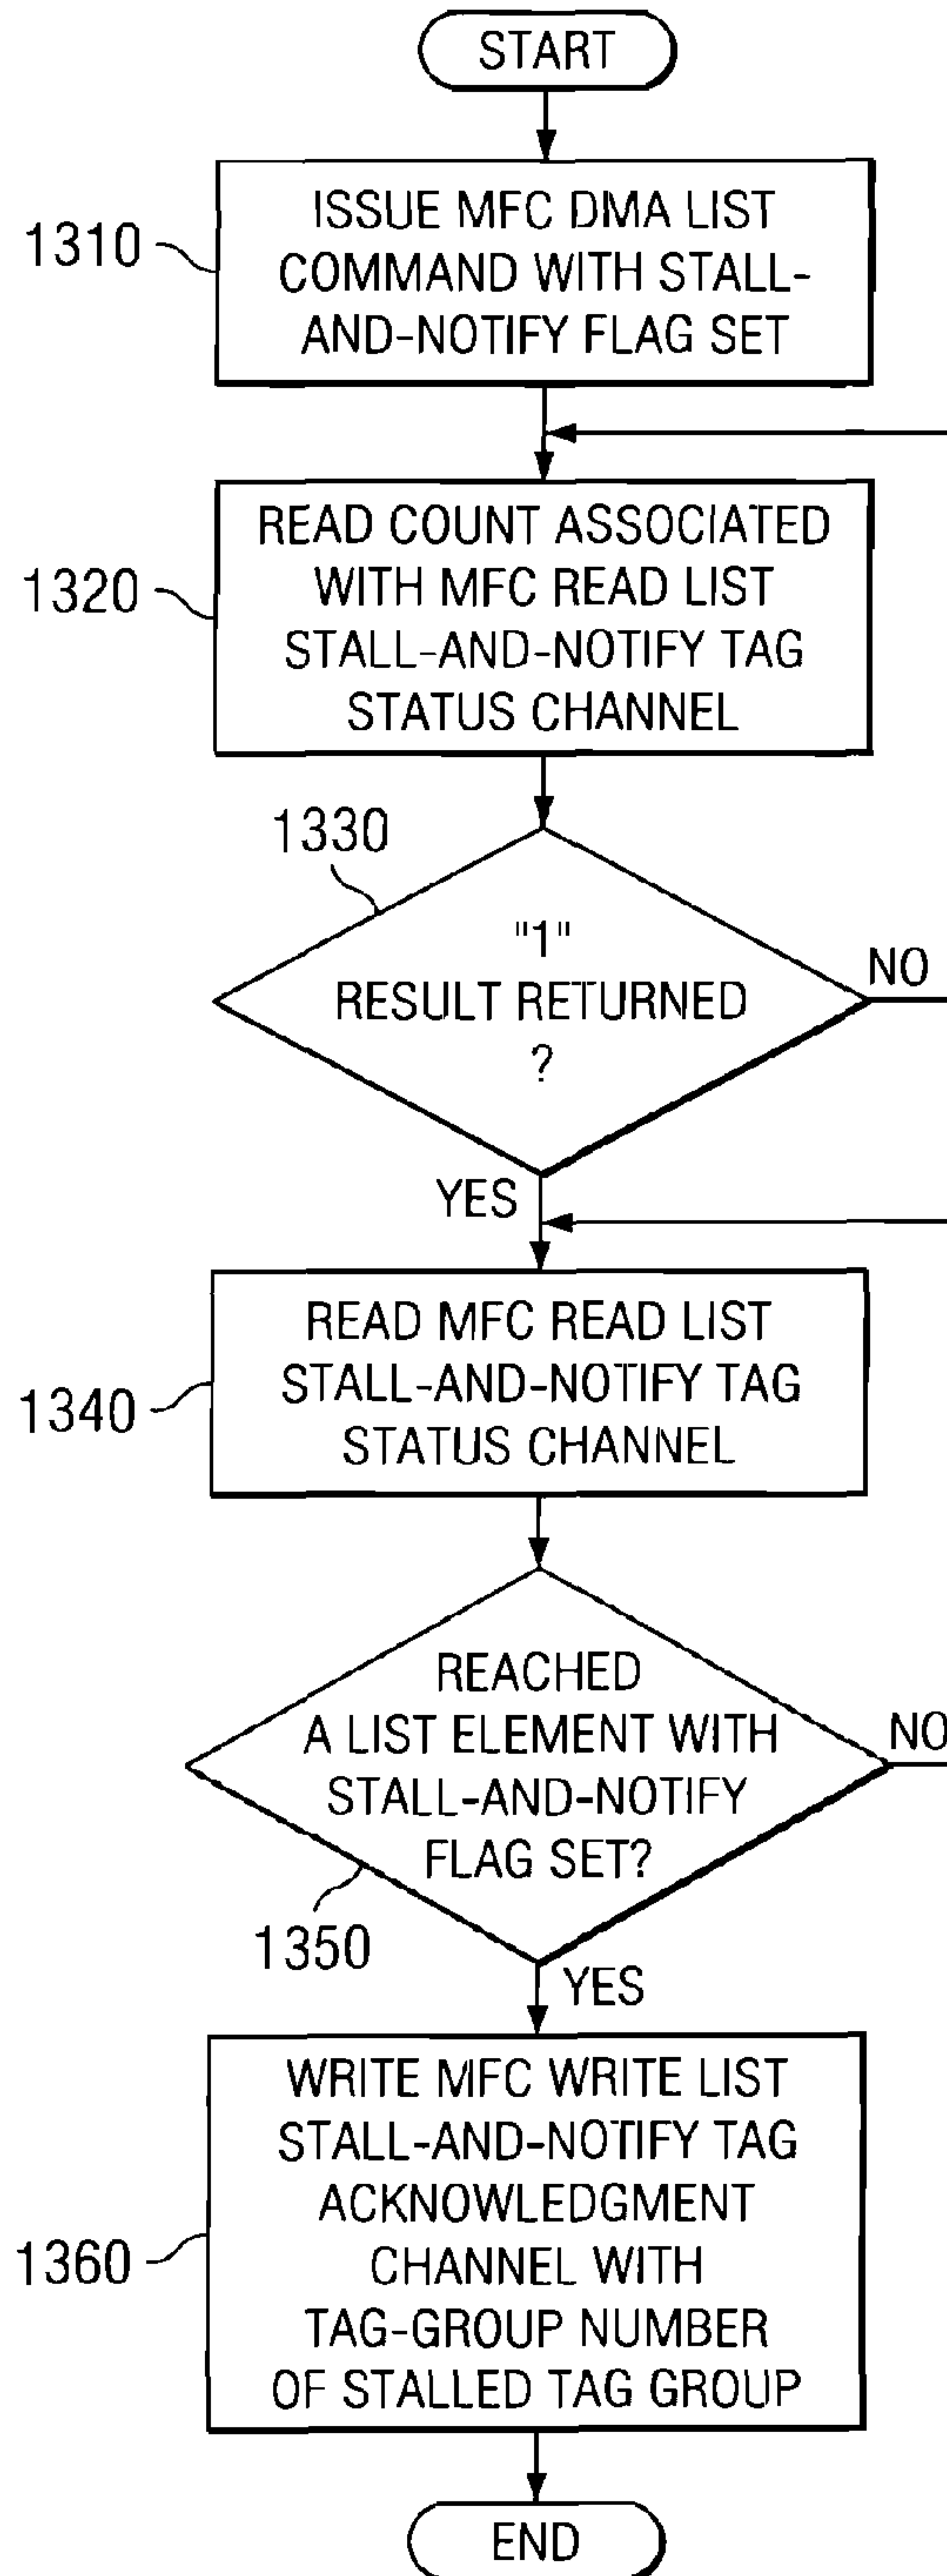 START
1310
ISSUE MFC DMA LIST
COMMAND WITH STALL-
AND-NOTIFY FLAG SET
1320
READ COUNT ASSOCIATED
WITH MFC READ LIST
STALL-AND-NOTIFY TAG
STATUS CHANNEL
1330
"1"
RESULT RETURNED
?
NO
YES
1340
READ MFC READ LIST
STALL-AND-NOTIFY TAG
STATUS CHANNEL
REACHED
A LIST ELEMENT WITH
STALL-AND-NOTIFY
FLAG SET?
NO
1350
YES
1360
WRITE MFC WRITE LIST
STALL-AND-NOTIFY TAG
ACKNOWLEDGMENT
CHANNEL WITH
TAG-GROUP NUMBER
OF STALLED TAG GROUP
END